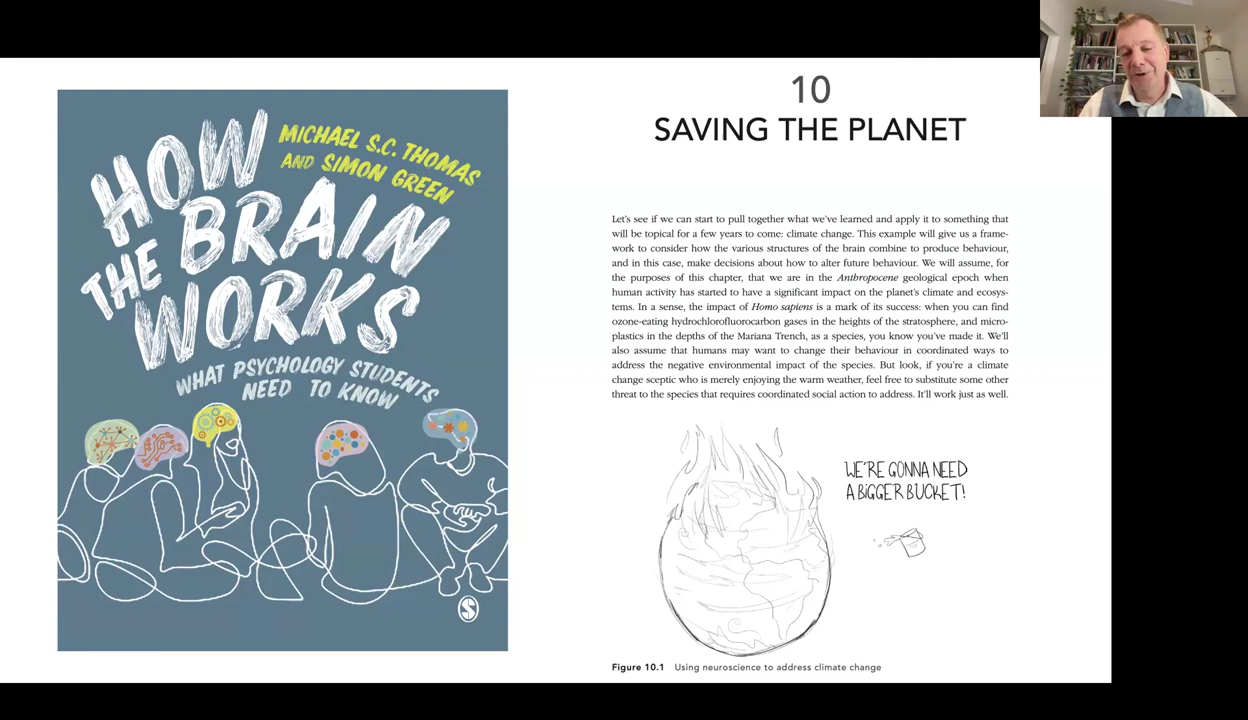 HOW
THE BRAIN
WORKS
MICHAEL S.C. THOMAS
AND SIMON GREEN
WHAT PSYCHOLOGY STUDENTS
NEED TO KNOW
S
10
SAVING THE PLANET
Let's see if we can start to pull together what we've learned and apply it to something that
will be topical for a few years to come: climate change. This example will give us a frame-
work to consider how the various structures of the brain combine to produce behaviour,
and in this case, make decisions about how to alter future behaviour. We will assume, for
the purposes of this chapter, that we are in the Anthropocene geological epoch when
human activity has started to have a significant impact on the planet's climate and ecosys-
tems. In a sense, the impact of Homo sapiens is a mark of its success: when you can find
ozone-eating hydrochlorofluorocarbon gases in the heights of the stratosphere, and micro-
plastics in the depths of the Mariana Trench, as a species, you know you've made it. We'll
also assume that humans may want to change their behaviour in coordinated ways to
address the negative environmental impact of the species. But look, if you're a climate
change sceptic who is merely enjoying the warm weather, feel free to substitute some other
threat to the species that requires coordinated social action to address. It'll work just as well.
WE'RE GONNA NEED
A BIGGER BUCKET!
Figure 10.1 Using neuroscience to address climate change